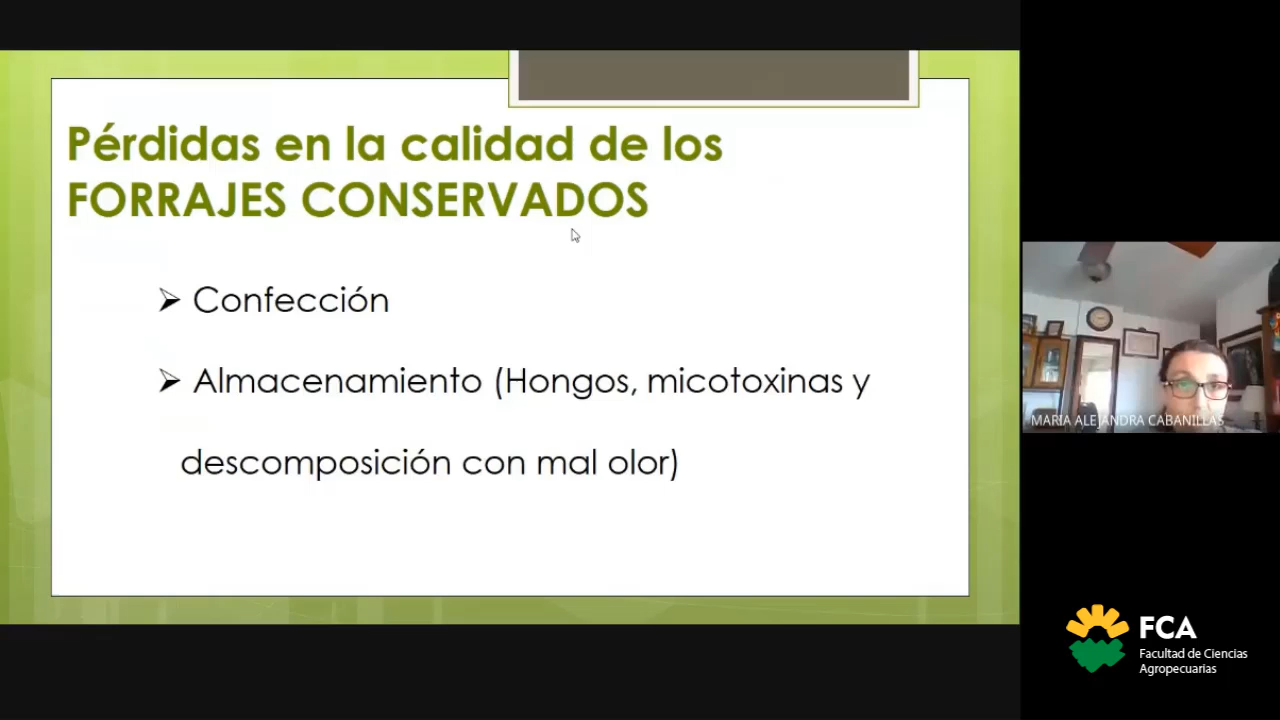 Pérdidas en la calidad de los
FORRAJES CONSERVADOS
➢ Confección
➢ Almacenamiento (Hongos, micotoxinas y
descomposición con mal olor)
MARIA ALEJANDRA CABANILLAS
FCA
Facultad de Ciencias
Agropecuarias